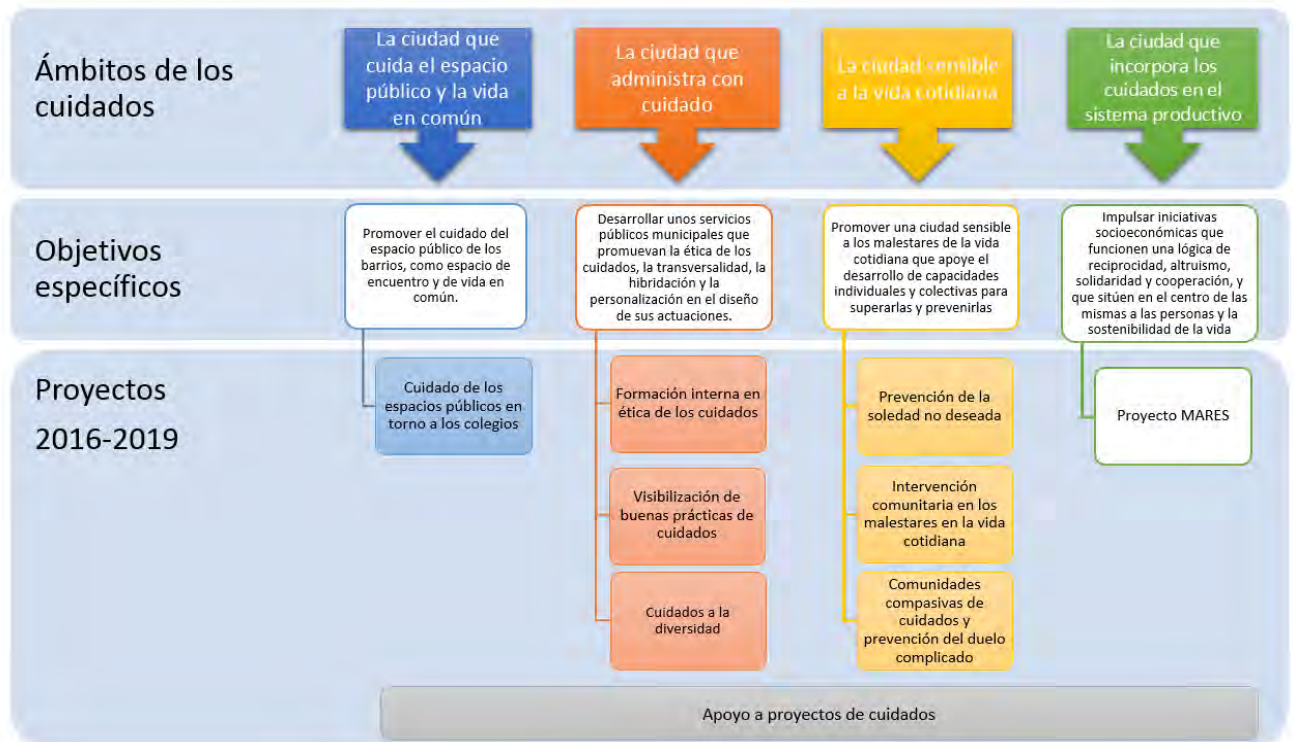 Ámbitos de los
cuidados
La ciudad que
cuida el espacio
público y la vida
en común
La ciudad que
administra con
cuidado
La ciudad sensible
a la vida cotidiana
La ciudad que
incorpora los
cuidados en el
sistema productivo
Objetivos
específicos
Promover el cuidado del
espacio público de los
barrios, como espacio de
encuentro y de vida en
común.
Desarrollar unos servicios
públicos municipales que
promuevan la ética de los
cuidados, la transversalidad, la
hibridación y la
personalización en el diseño
de sus actuaciones.
Promover una ciudad sensible
a los malestares de la vida
cotidiana que apoye el
desarrollo de capacidades
individuales y colectivas para
superarlas y prevenirlas
Impulsar iniciativas
socioeconómicas que
funcionen una lógica de
reciprocidad, altruismo,
solidaridad y cooperación, y
que sitúen en el centro de las
mismas a las personas y la
sostenibilidad de la vida
Proyectos
2016-2019
Cuidado de los
espacios públicos en
torno a los colegios
Formación interna en
ética de los cuidados
Visibilización de
buenas prácticas de
cuidados
Cuidados a la
diversidad
Prevención de la
soledad no deseada
Intervención
comunitaria en los
malestares en la vida
cotidiana
Comunidades
compasivas de
cuidados y
prevención del duelo
complicado
Proyecto MARES
Apoyo a proyectos de cuidados